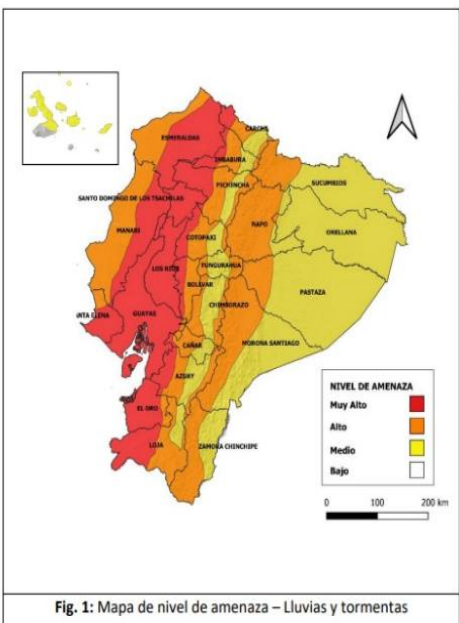 ESMERALDAS
CARCHI
IMBABURA
SUCUMBIOS
PICHINCHA
SANTO DOMINGO DE LOS TSACHILAS
NAPO
ORELLANA
MANABI
COTOPAXI
LOS RIOS
TUNGURAHUA
BOLIVAR
PASTAZA
CHIMBORAZO
ANTA ELENA
GUAYAS
CAÑAR
MORONA SANTIAGO
AZUAY
EL ORO
LOJA
ZAMORA CHINCHIPE
NIVEL DE AMENAZA
Muy Alto
Alto
Medio
Bajo
0 100 200 km
Fig. 1: Mapa de nivel de amenaza – Lluvias y tormentas